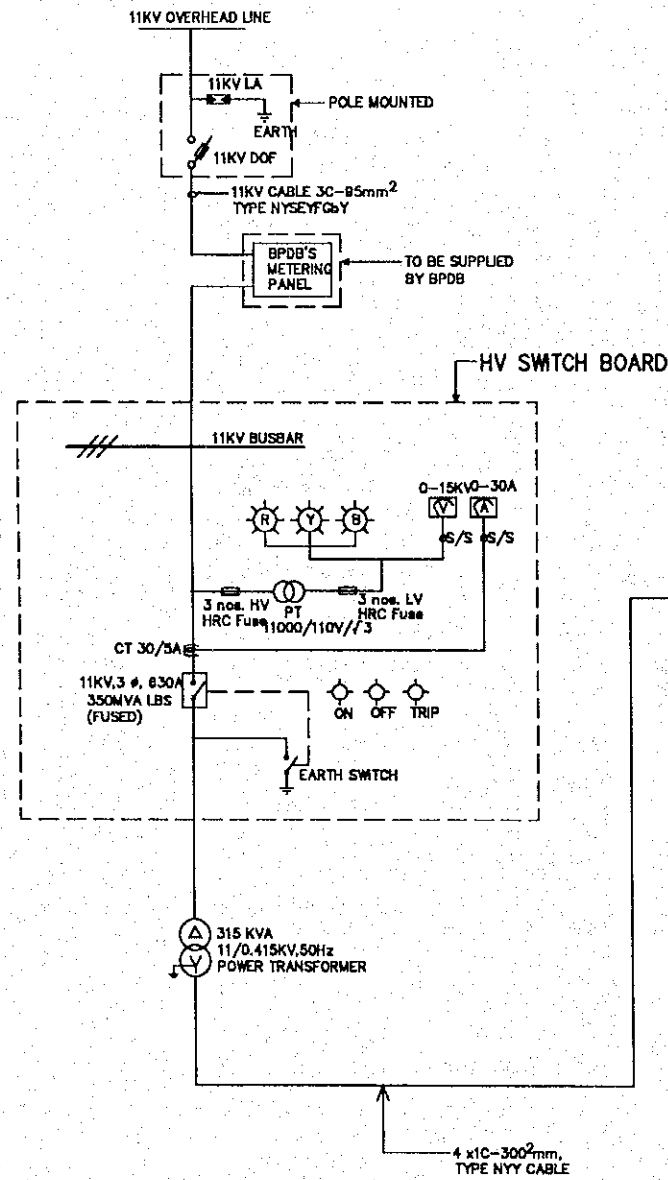 11KV OVERHEAD LINE
11KV LA
POLE MOUNTED
EARTH
11KV DOF
11KV CABLE 3C-95mm²
TYPE NYSEYFGbY
BPDB'S
METERING
PANEL
TO BE SUPPLIED
BY BPDB
HV SWITCH BOARD
11KV BUSBAR
0-15KV
0-30A
R
Y
B
V
A
S/S
S/S
3 nos. HV
HRC Fuse
PT
11000/110V/√3
3 nos. LV
HRC Fuse
CT 30/5A
11KV,3 ø, 630A
350MVA LBS
(FUSED)
ON
OFF
TRIP
EARTH SWITCH
315 KVA
11/0.415KV,50Hz
POWER TRANSFORMER
4 x1C-300²mm,
TYPE NYY CABLE